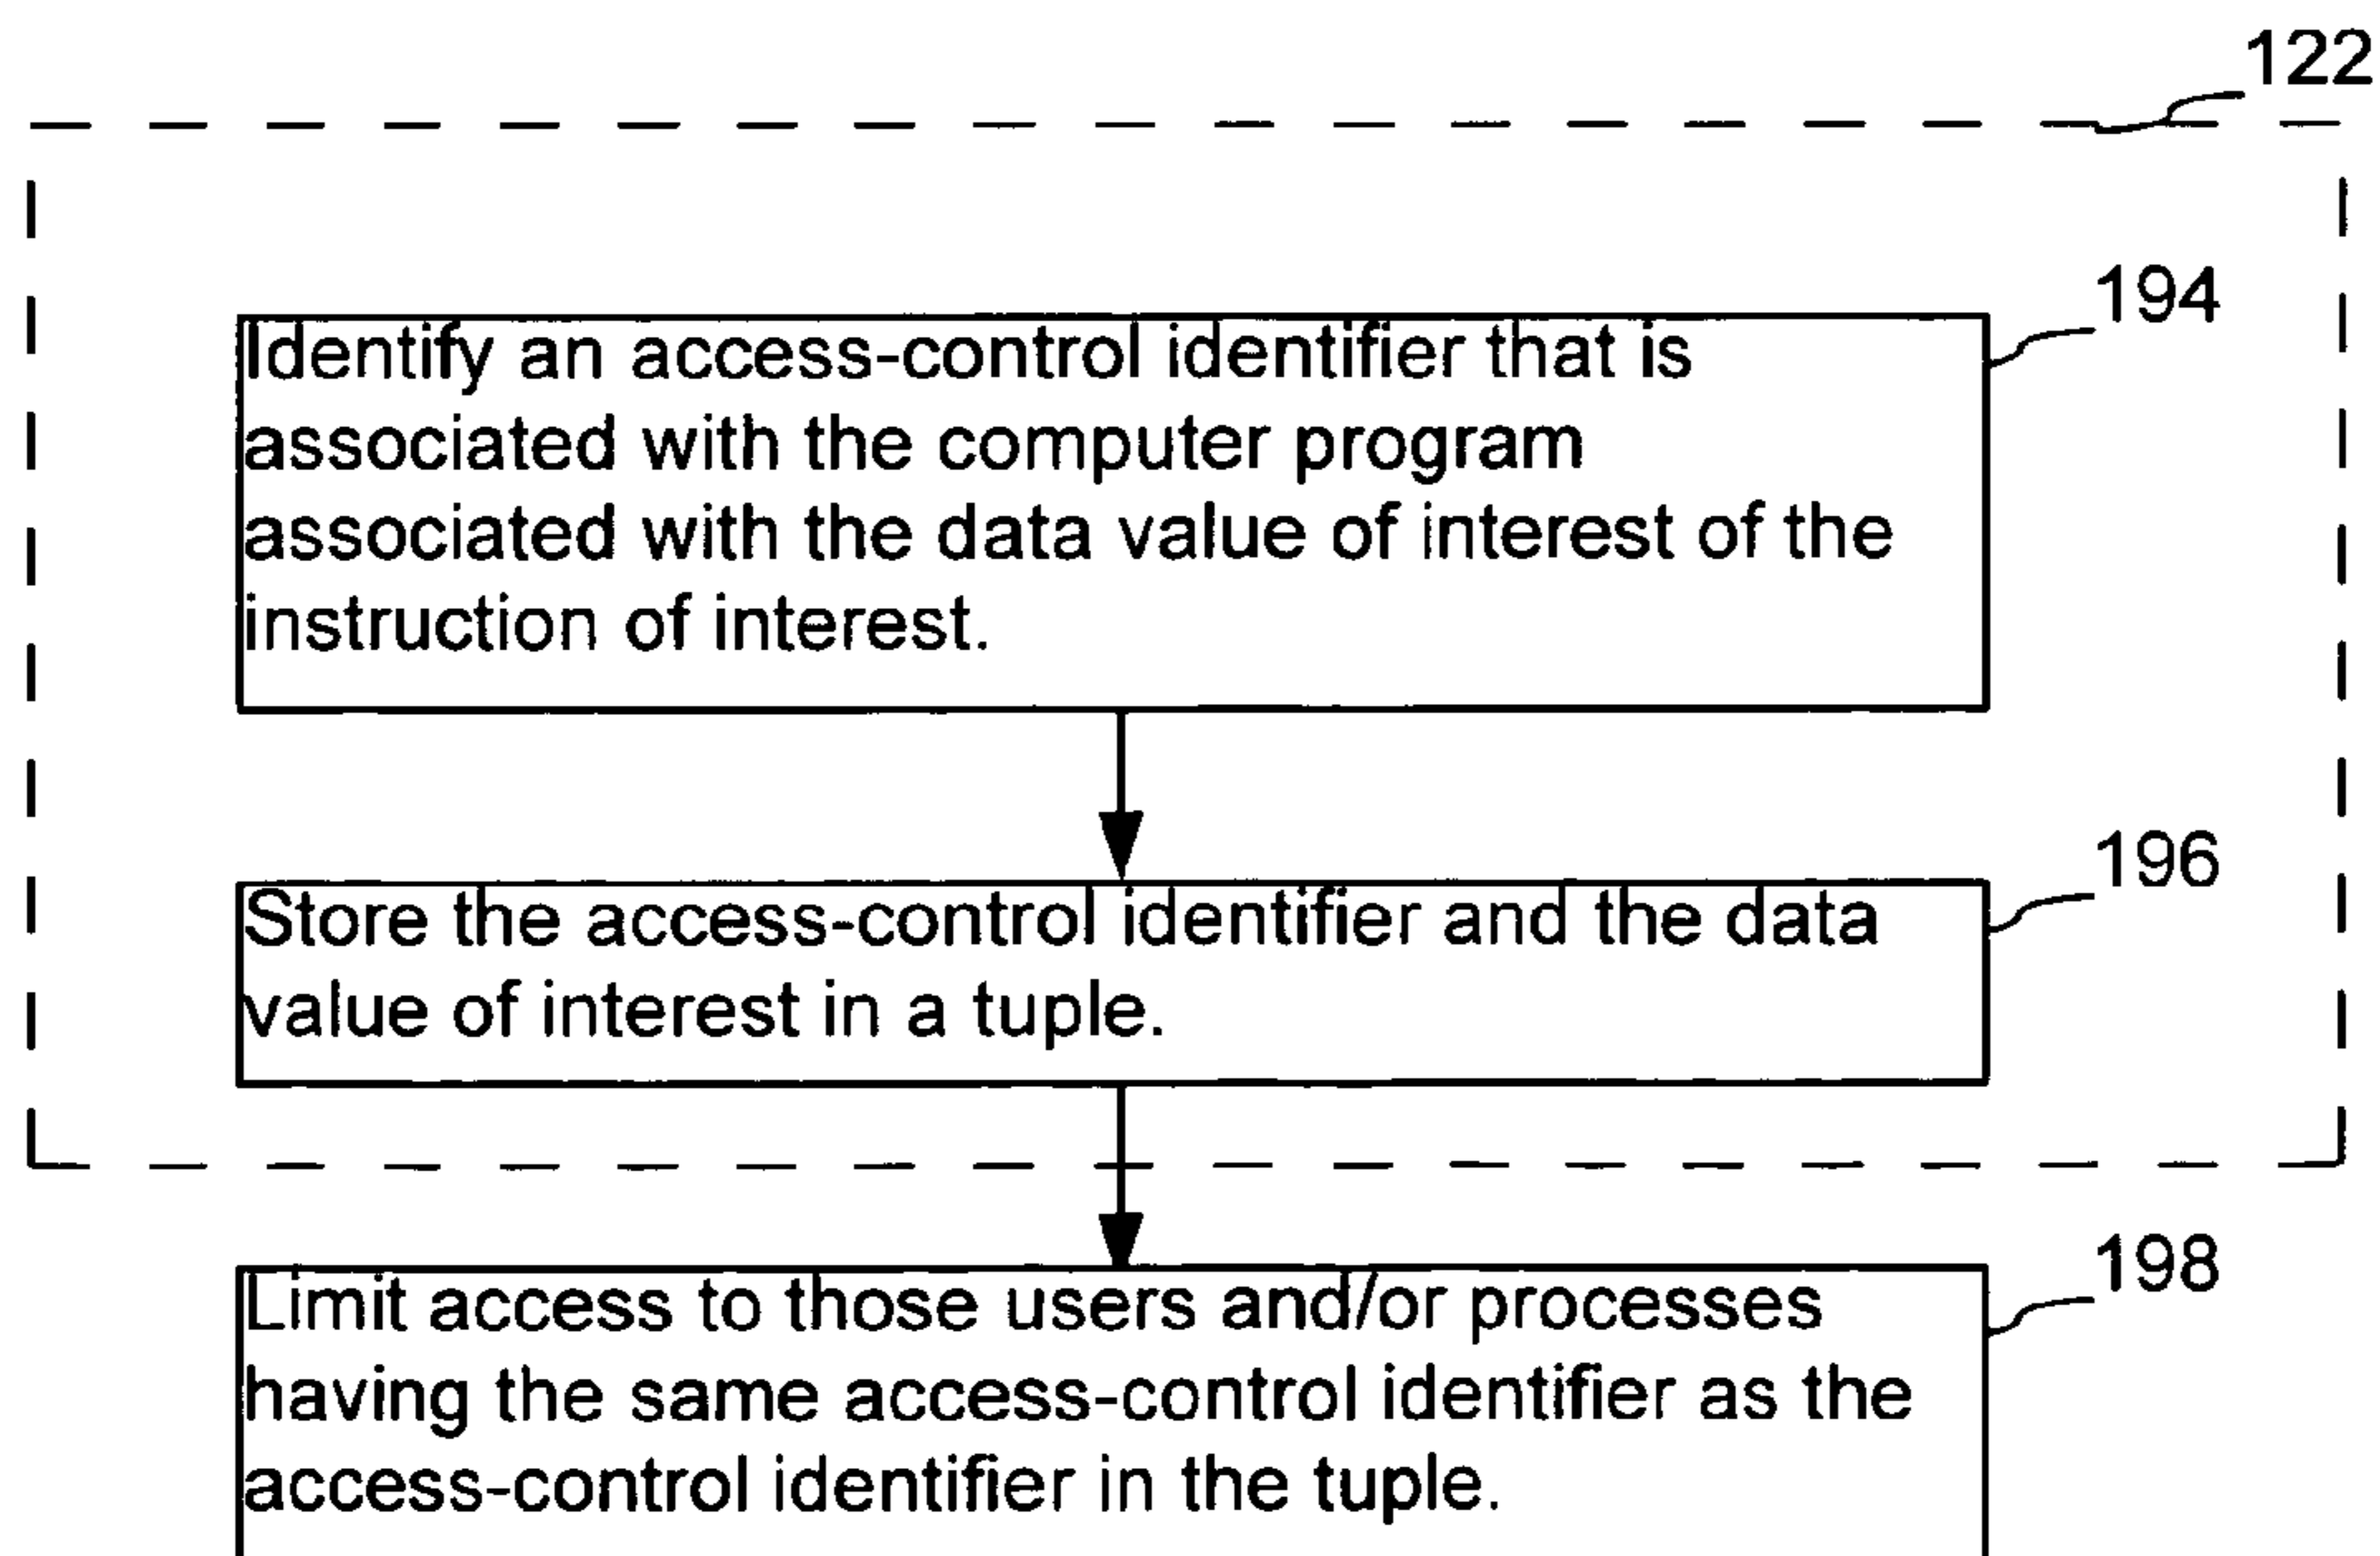 122
194
Identify an access-control identifier that is
associated with the computer program
associated with the data value of interest of the
instruction of interest.
196
Store the access-control identifier and the data
value of interest in a tuple.
198
Limit access to those users and/or processes
having the same access-control identifier as the
access-control identifier in the tuple.